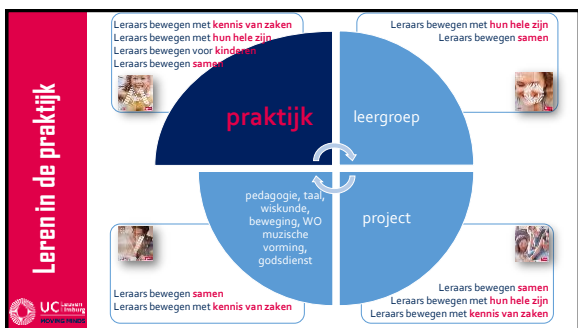 Leren in de praktijk
Leraars bewegen met kennis van zaken
Leraars bewegen met hun hele zijn
Leraars bewegen voor kinderen
Leraars bewegen samen
Leraars bewegen met hun hele zijn
Leraars bewegen samen
praktijk
leergroep
pedagogie, taal,
wiskunde,
beweging, WO
muzische
vorming,
godsdienst
project
Leraars bewegen samen
Leraars bewegen met kennis van zaken
Leraars bewegen samen
Leraars bewegen met hun hele zijn
Leraars bewegen met kennis van zaken
UC Leuven
Limburg
MOVING MINDS